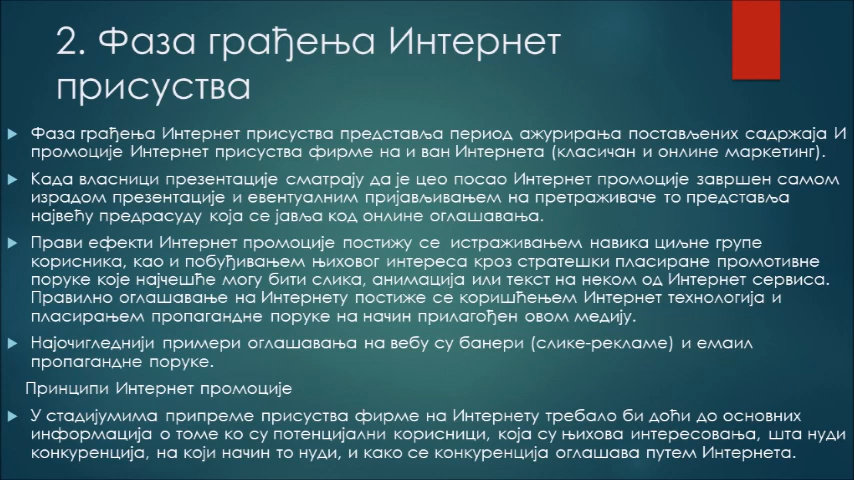 2. Фаза грађења Интернет
присуства
Фаза грађења Интернет присуства представља период ажурирања постављених садржаја И
промоције Интернет присуства фирме на и ван Интернета (класичан и онлине маркетинг).
Када власници презентације сматрају да је цео посао Интернет промоције завршен самом
израдом презентације и евентуалним пријављивањем на претраживаче то представља
највећу предрасуду која се јавља код онлине оглашавања.
Прави ефекти Интернет промоције постижу се истраживањем навика циљне групе
корисника, као и побуђивањем њиховог интереса кроз стратешки пласиране промотивне
поруке које најчешће могу бити слика, анимација или текст на неком од Интернет сервиса.
Правилно оглашавање на Интернету постиже се коришћењем Интернет технологија и
пласирањем пропагандне поруке на начин прилагођен овом медију.
Најочигледнији примери оглашавања на вебу су банери (слике-рекламе) и емаил
пропагандне поруке.
Принципи Интернет промоције
У стадијумима припреме присуства фирме на Интернету требало би доћи до основних
информација о томе ко су потенцијални корисници, која су њихова интересовања, шта нуди
конкуренција, на који начин то нуди, и како се конкуренција оглашава путем Интернета.